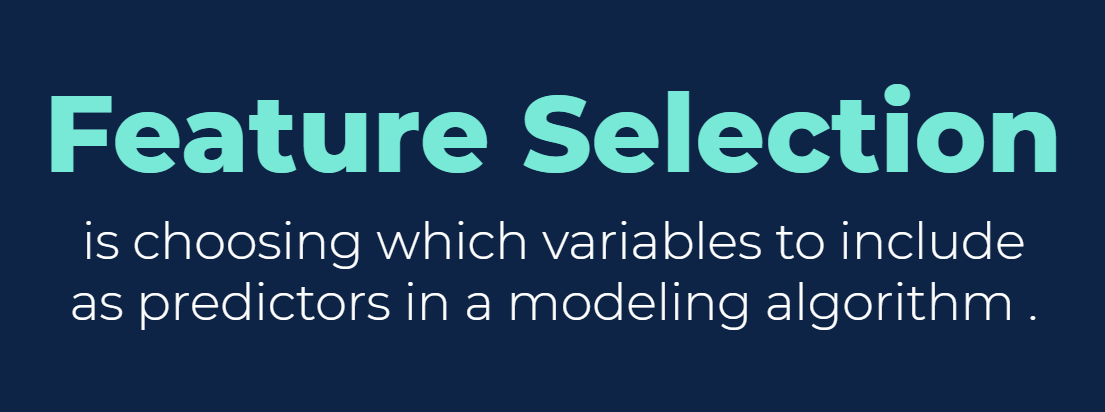 Feature Selection
is choosing which variables to include
as predictors in a modeling algorithm .